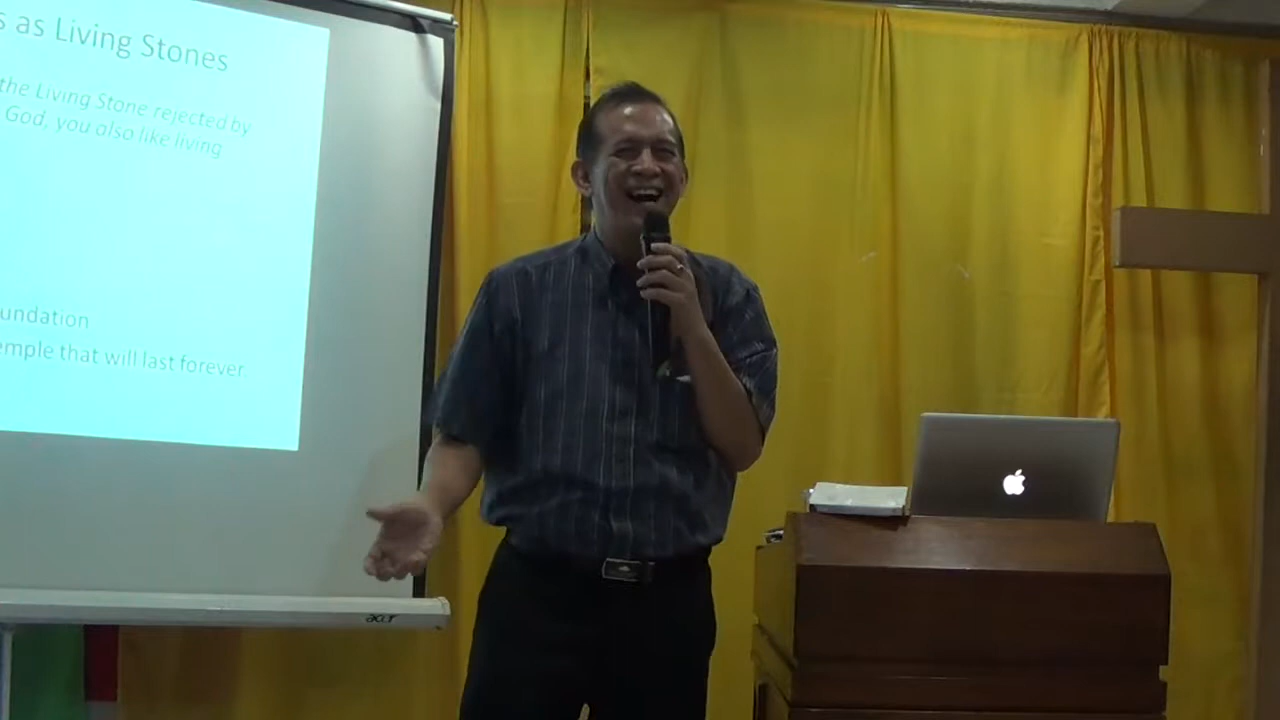 s as Living Stones
the Living Stone rejected by
God, you also like living
undation
emple that will last forever.
acer